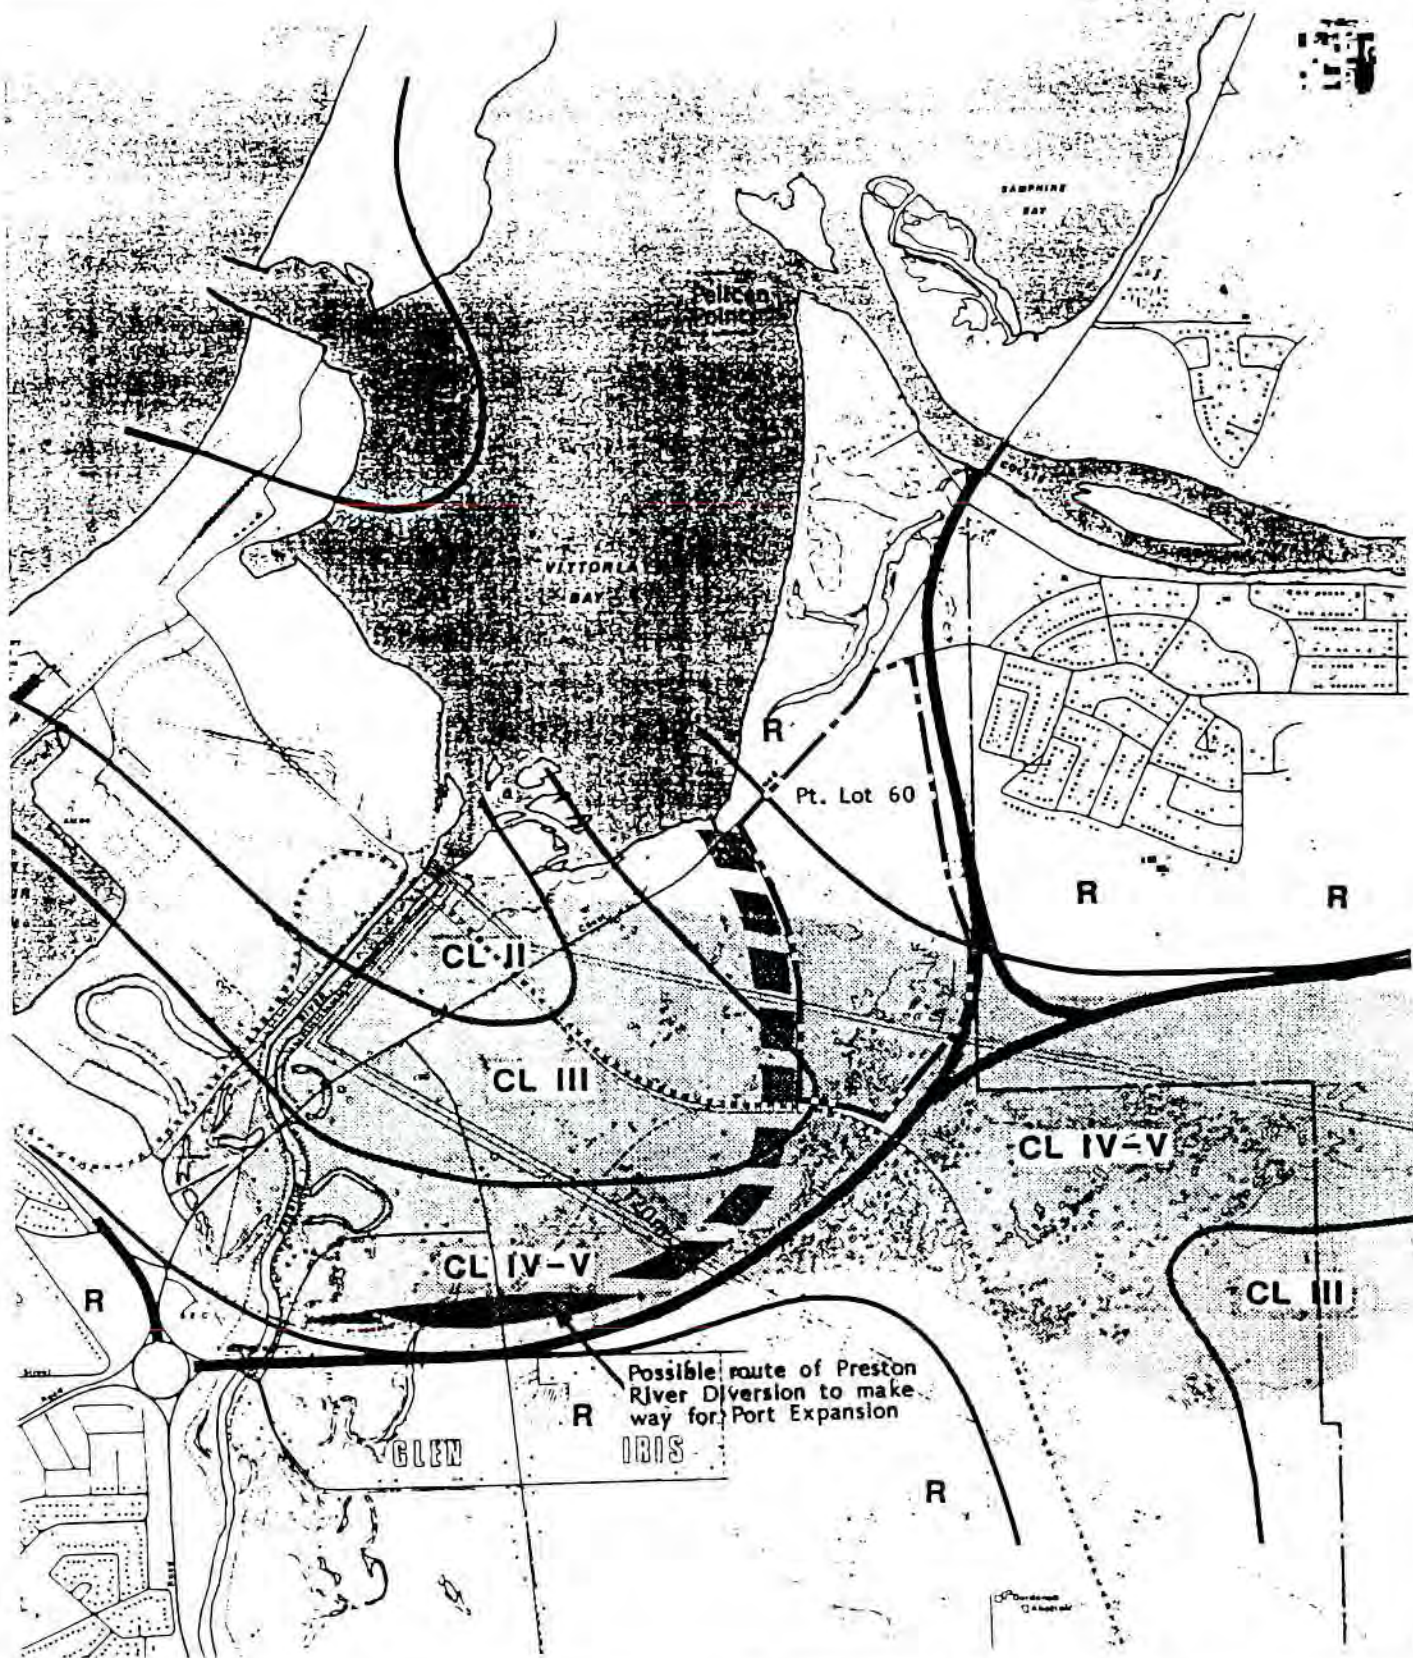 SAMPHIRE
BAY
Pelican
Point
VITTORIA
BAY
R
Pt. Lot 60
R
R
CL II
CL III
CL IV-V
CL IV-V
CL III
R
Possible route of Preston
River Diversion to make
way for Port Expansion
R
GLEN IRIS
R